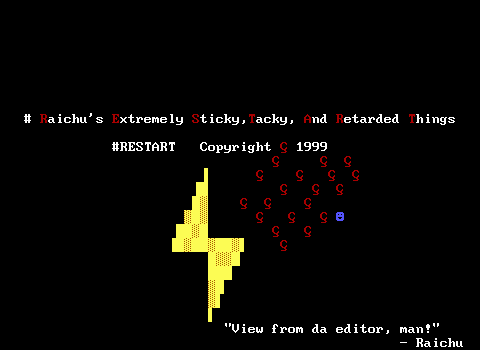 # Raichu's Extremely Sticky,Tacky, And Retarded Things
#RESTART Copyright Ç 1999
"View from da editor, man!"
- Raichu